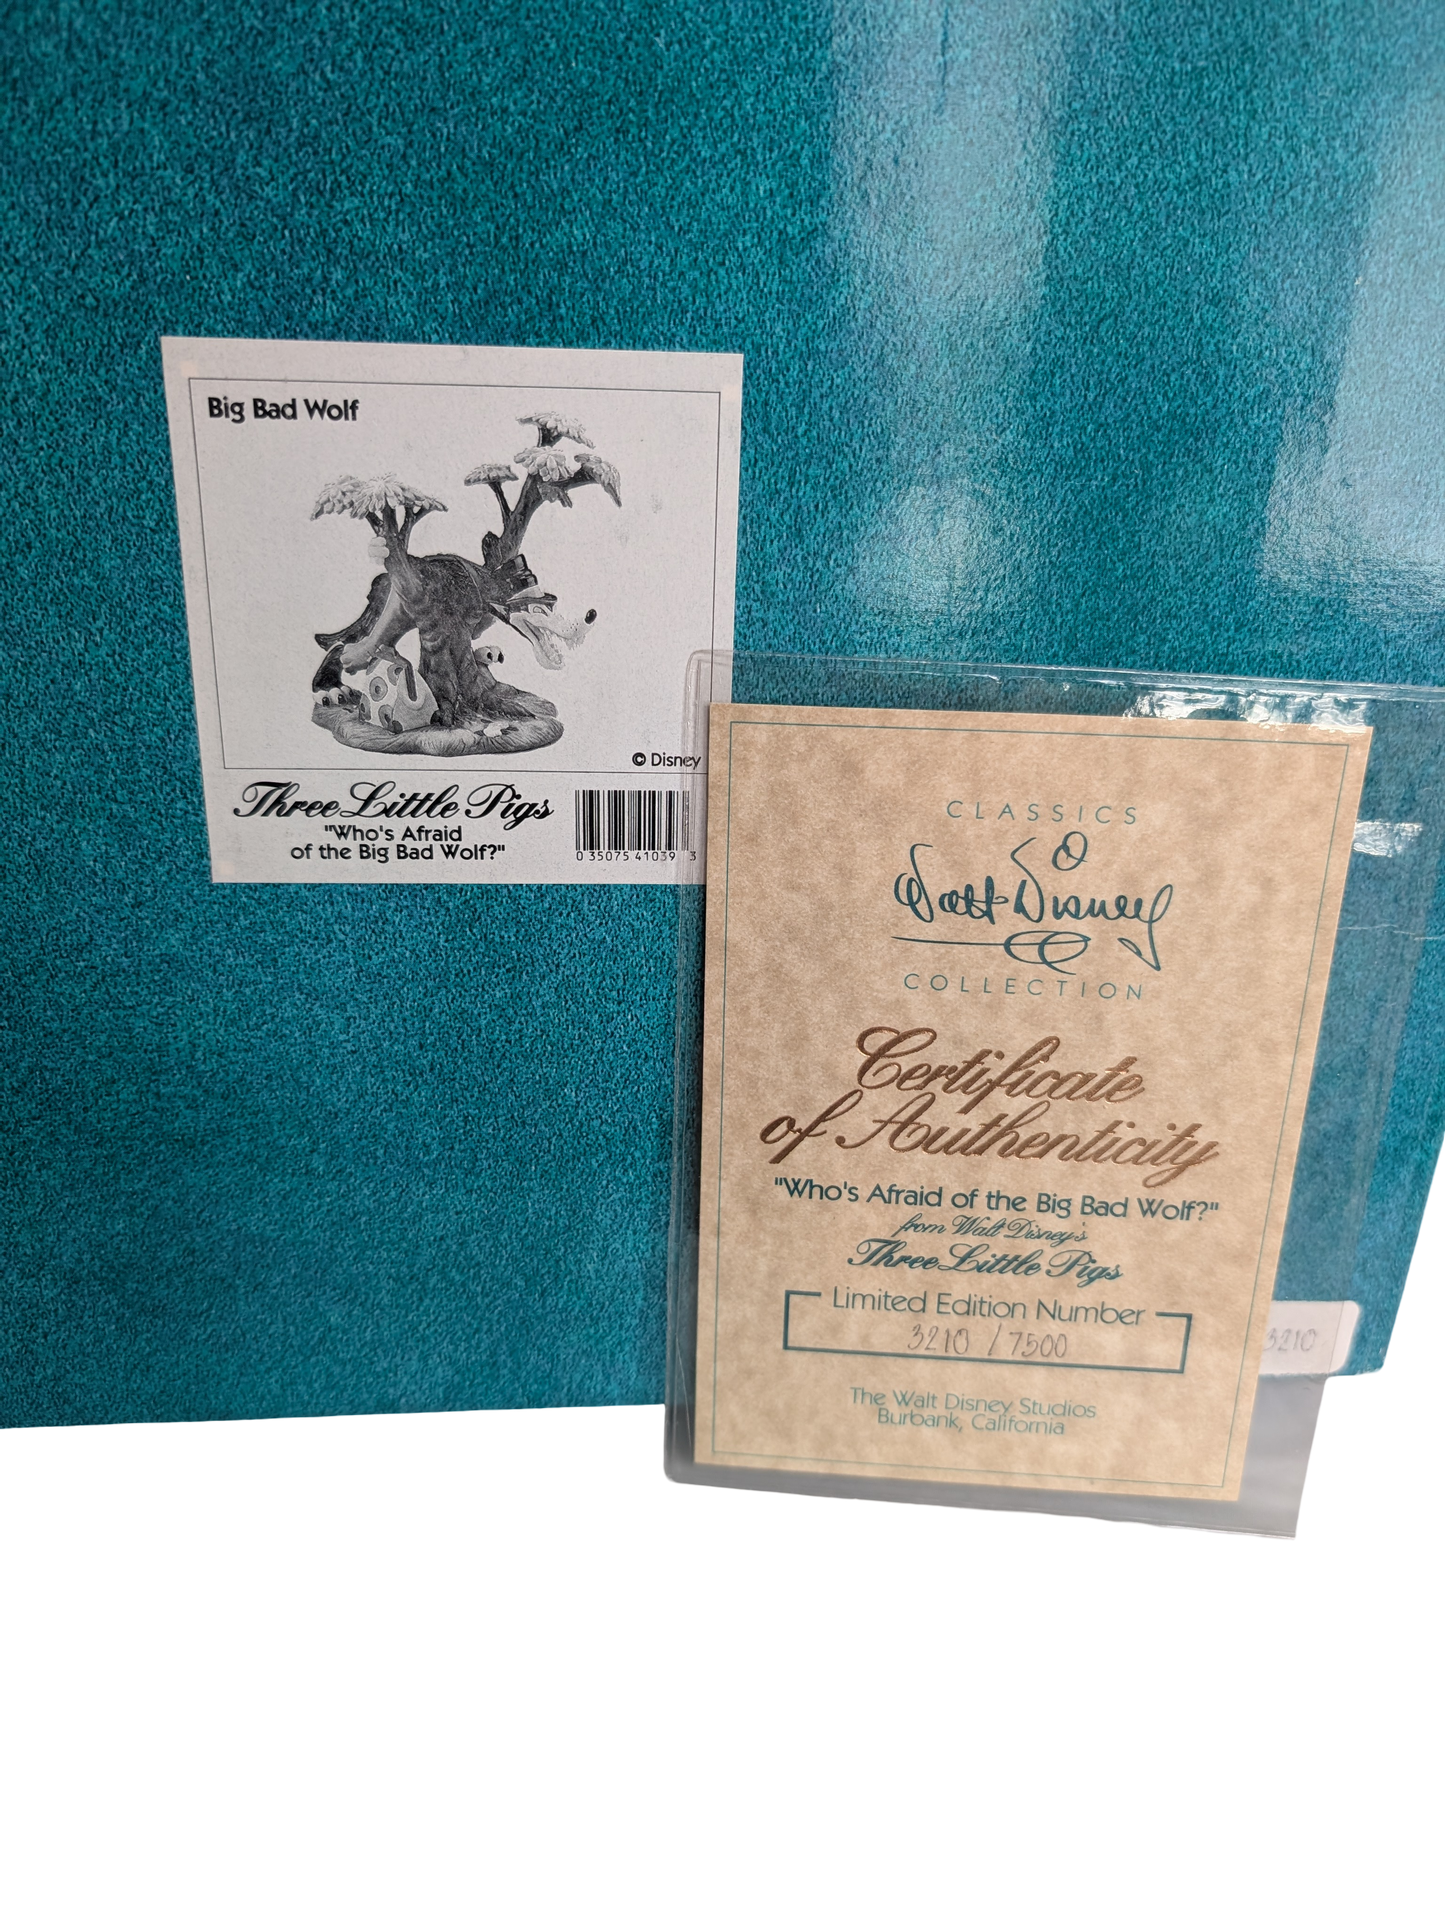 Big Bad Wolf
© Disney
Three Little Pigs
"Who's Afraid
of the Big Bad Wolf?"
0 35075 41039 3
CLASSICS
Walt Disney
COLLECTION
Certificate
of Authenticity
"Who's Afraid of the Big Bad Wolf?"
from Walt Disney's
Three Little Pigs
Limited Edition Number
3210 / 7500
The Walt Disney Studios
Burbank, California
3210